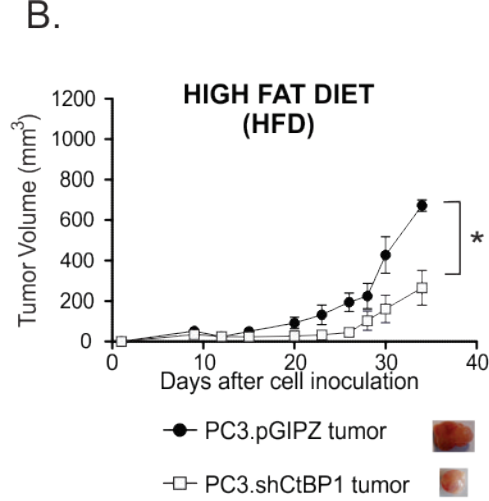 B.
HIGH FAT DIET
(HFD)
Tumor Volume (mm³)
1200
1000
800
600
400
200
0
*
0 10 20 30 40
Days after cell inoculation
PC3.pGIPZ tumor
PC3.shCtBP1 tumor